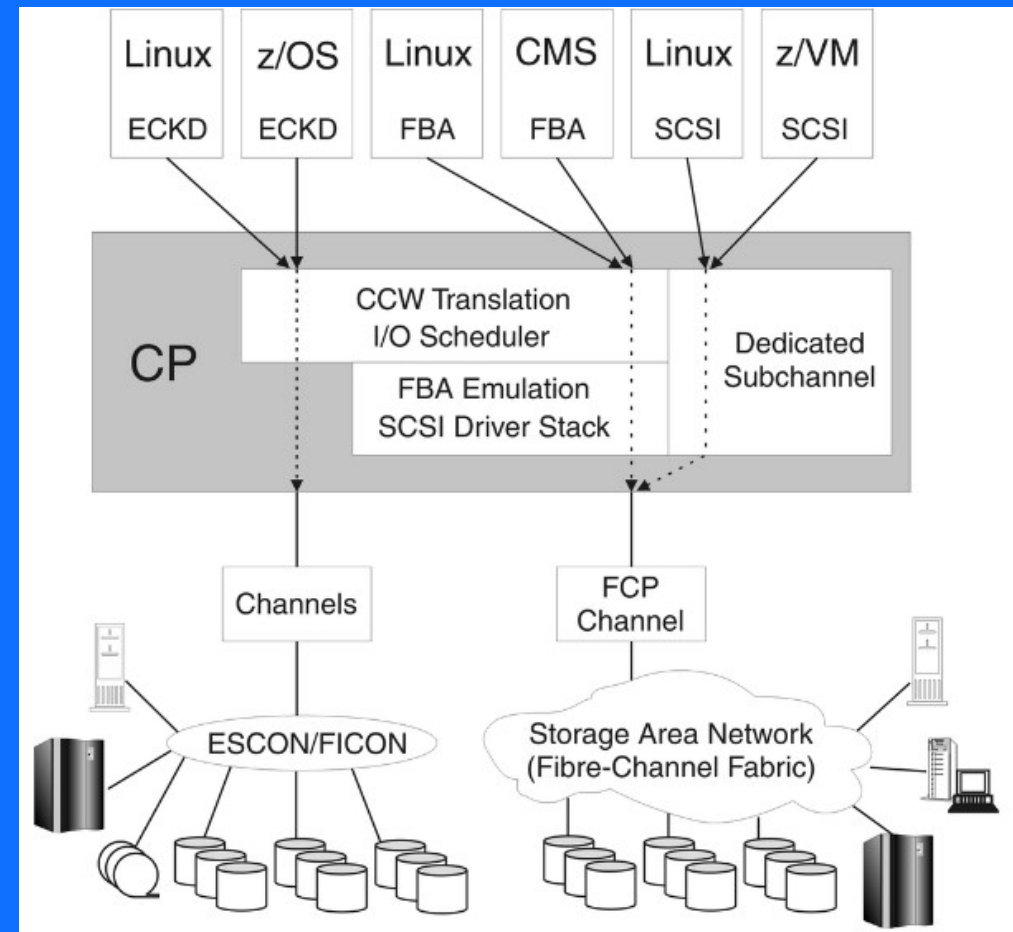 Linux
ECKD
z/OS
ECKD
Linux
FBA
CMS
FBA
Linux
SCSI
z/VM
SCSI
CP
CCW Translation
I/O Scheduler
FBA Emulation
SCSI Driver Stack
Dedicated
Subchannel
Channels
FCP
Channel
ESCON/FICON
Storage Area Network
(Fibre-Channel Fabric)